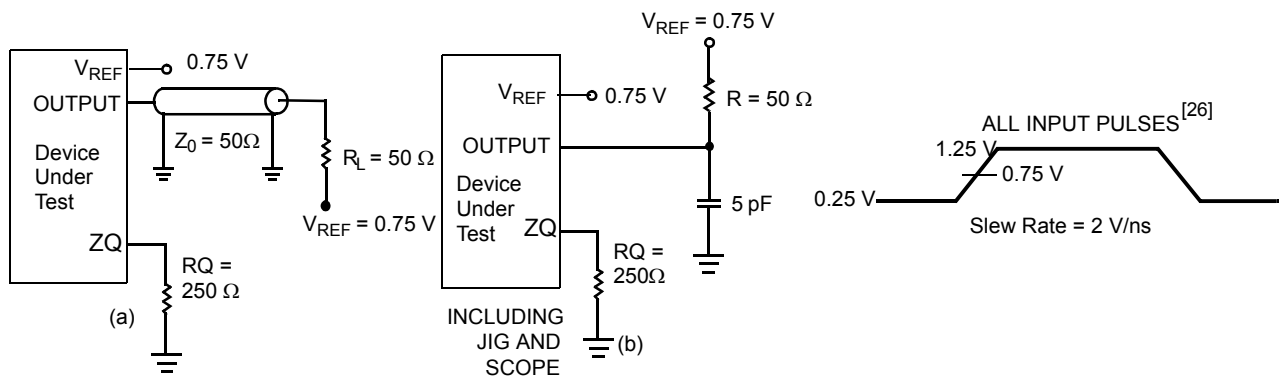 V_REF
0.75 V
OUTPUT
Z_0 = 50Ω
Device
Under
Test
R_L = 50 Ω
V_REF = 0.75 V
ZQ
RQ =
250 Ω
(a)
V_REF = 0.75 V
R = 50 Ω
V_REF
0.75 V
OUTPUT
Device
Under
Test
5 pF
ZQ
RQ =
250Ω
INCLUDING
JIG AND
SCOPE
(b)
ALL INPUT PULSES[26]
1.25 V
0.75 V
0.25 V
Slew Rate = 2 V/ns